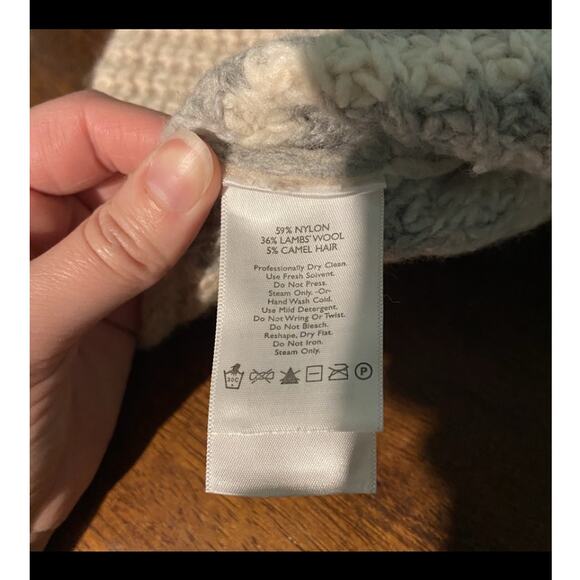 59% NYLON
36% LAMBS' WOOL
5% CAMEL HAIR
Professionally Dry Clean.
Use Fresh Solvent.
Do Not Press.
Steam Only. -Or-
Hand Wash Cold.
Use Mild Detergent.
Do Not Wring Or Twist.
Do Not Bleach.
Reshape, Dry Flat.
Do Not Iron.
Steam Only.
30C P